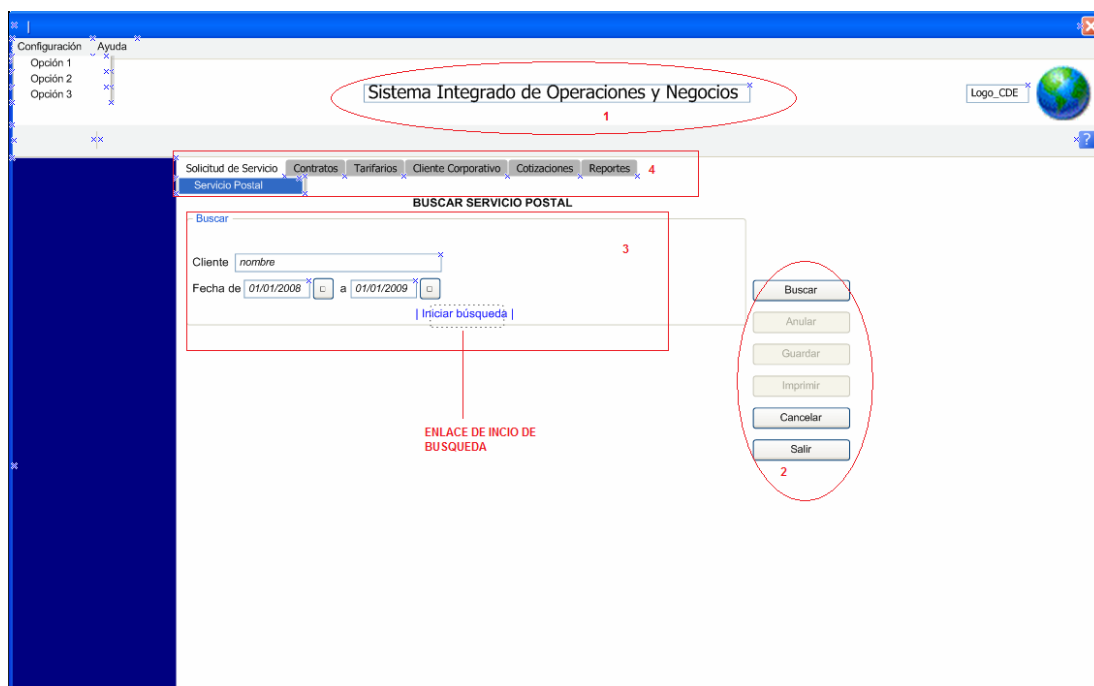 Configuración Ayuda
Opción 1
Opción 2
Opción 3
Sistema Integrado de Operaciones y Negocios
1
Logo_CDE
?
Solicitud de Servicio Contratos Tarifarios Cliente Corporativo Cotizaciones Reportes 4
Servicio Postal
BUSCAR SERVICIO POSTAL
Buscar
3
Cliente nombre
Fecha de 01/01/2008 a 01/01/2009
| Iniciar búsqueda |
Buscar
Anular
Guardar
Imprimir
Cancelar
Salir
2
ENLACE DE INCIO DE
BUSQUEDA